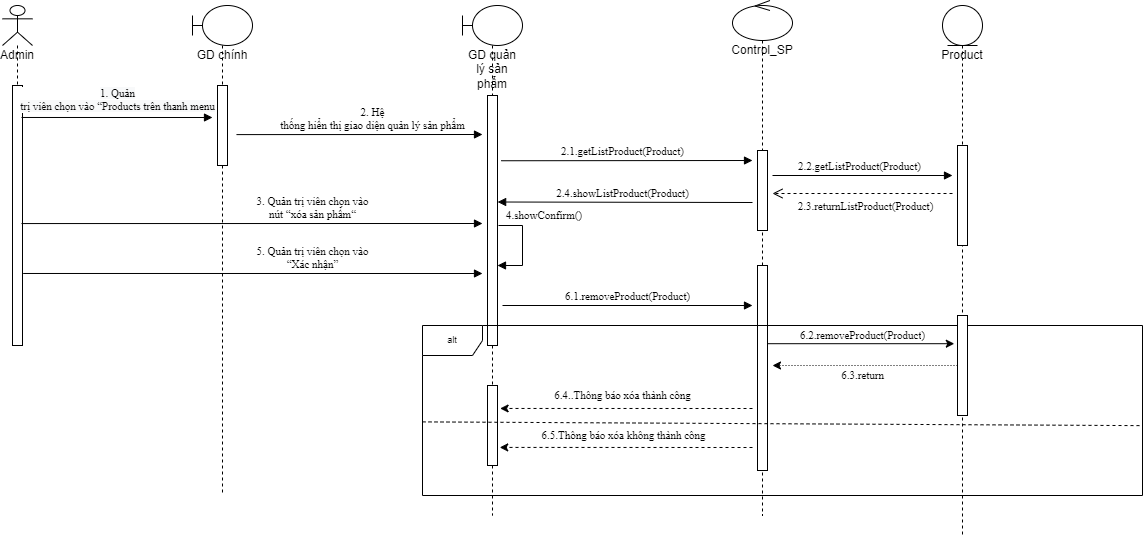 Admin
GD chính
GD quản
lý sản
phẩm
Control_SP
Product
1. Quản
trị viên chọn vào “Products trên thanh menu
2. Hệ
thống hiển thị giao diện quản lý sản phẩm
2.1.getListProduct(Product)
2.2.getListProduct(Product)
2.4.showListProduct(Product)
2.3.returnListProduct(Product)
3. Quản trị viên chọn vào
nút “xóa sản phẩm“
4.showConfirm()
5. Quản trị viên chọn vào
“Xác nhận”
6.1.removeProduct(Product)
alt
6.2.removeProduct(Product)
6.3.return
6.4..Thông báo xóa thành công
6.5.Thông báo xóa không thành công